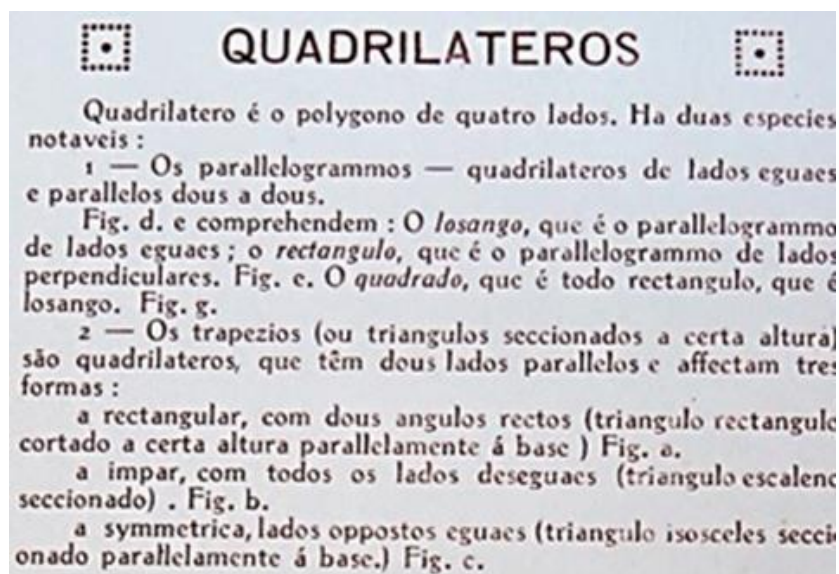 QUADRILATEROS
Quadrilatero é o polygono de quatro lados. Ha duas especies
notaveis :
1 — Os parallelogrammos — quadrilateros de lados eguaes
e parallelos dous a dous.
Fig. d. e comprehendem : O losango, que é o parallelogrammo
de lados eguaes ; o rectangulo, que é o parallelogrammo de lados
perpendiculares. Fig. e. O quadrado, que é todo rectangulo, que é
losango. Fig. g.
2 — Os trapezios (ou triangulos seccionados a certa altura)
são quadrilateros, que têm dous lados parallelos e affectam tres
formas :
a rectangular, com dous angulos rectos (triangulo rectangulo
cortado a certa altura parallelamente á base ) Fig. a.
a impar, com todos os lados deseguaes (triangulo escaleno
seccionado) . Fig. b.
a symmetrica, lados oppostos eguaes (triangulo isosceles secci-
onado parallelamente á base.) Fig. c.